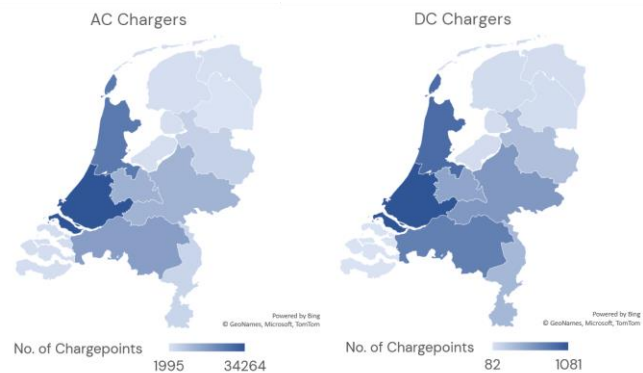 AC Chargers
DC Chargers
Powered by Bing
© GeoNames, Microsoft, TomTom
Powered by Bing
© GeoNames, Microsoft, TomTom
No. of Chargepoints
1995
34264
No. of Chargepoints
82
1081